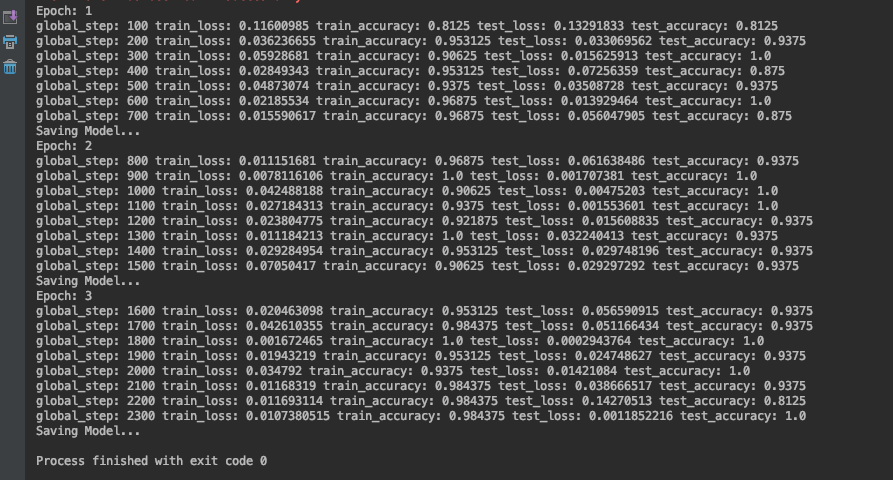 Epoch: 1
global_step: 100 train_loss: 0.11600985 train_accuracy: 0.8125 test_loss: 0.13291833 test_accuracy: 0.8125
global_step: 200 train_loss: 0.036236655 train_accuracy: 0.953125 test_loss: 0.033069562 test_accuracy: 0.9375
global_step: 300 train_loss: 0.05928681 train_accuracy: 0.90625 test_loss: 0.015625913 test_accuracy: 1.0
global_step: 400 train_loss: 0.02849343 train_accuracy: 0.953125 test_loss: 0.07256359 test_accuracy: 0.875
global_step: 500 train_loss: 0.04873074 train_accuracy: 0.9375 test_loss: 0.03508728 test_accuracy: 0.9375
global_step: 600 train_loss: 0.02185534 train_accuracy: 0.96875 test_loss: 0.013929464 test_accuracy: 1.0
global_step: 700 train_loss: 0.015590617 train_accuracy: 0.96875 test_loss: 0.056047905 test_accuracy: 0.875
Saving Model...
Epoch: 2
global_step: 800 train_loss: 0.011151681 train_accuracy: 0.96875 test_loss: 0.061638486 test_accuracy: 0.9375
global_step: 900 train_loss: 0.0078116106 train_accuracy: 1.0 test_loss: 0.001707381 test_accuracy: 1.0
global_step: 1000 train_loss: 0.042488188 train_accuracy: 0.90625 test_loss: 0.00475203 test_accuracy: 1.0
global_step: 1100 train_loss: 0.027184313 train_accuracy: 0.9375 test_loss: 0.001553601 test_accuracy: 1.0
global_step: 1200 train_loss: 0.023804775 train_accuracy: 0.921875 test_loss: 0.015608835 test_accuracy: 0.9375
global_step: 1300 train_loss: 0.011184213 train_accuracy: 1.0 test_loss: 0.032240413 test_accuracy: 0.9375
global_step: 1400 train_loss: 0.029284954 train_accuracy: 0.953125 test_loss: 0.029748196 test_accuracy: 0.9375
global_step: 1500 train_loss: 0.07050417 train_accuracy: 0.90625 test_loss: 0.029297292 test_accuracy: 0.9375
Saving Model...
Epoch: 3
global_step: 1600 train_loss: 0.020463098 train_accuracy: 0.953125 test_loss: 0.056590915 test_accuracy: 0.9375
global_step: 1700 train_loss: 0.042610355 train_accuracy: 0.984375 test_loss: 0.051166434 test_accuracy: 0.9375
global_step: 1800 train_loss: 0.001672465 train_accuracy: 1.0 test_loss: 0.0002943764 test_accuracy: 1.0
global_step: 1900 train_loss: 0.01943219 train_accuracy: 0.953125 test_loss: 0.024748627 test_accuracy: 0.9375
global_step: 2000 train_loss: 0.034792 train_accuracy: 0.9375 test_loss: 0.01421084 test_accuracy: 1.0
global_step: 2100 train_loss: 0.01168319 train_accuracy: 0.984375 test_loss: 0.038666517 test_accuracy: 0.9375
global_step: 2200 train_loss: 0.011693114 train_accuracy: 0.984375 test_loss: 0.14270513 test_accuracy: 0.8125
global_step: 2300 train_loss: 0.0107380515 train_accuracy: 0.984375 test_loss: 0.0011852216 test_accuracy: 1.0
Saving Model...
Process finished with exit code 0